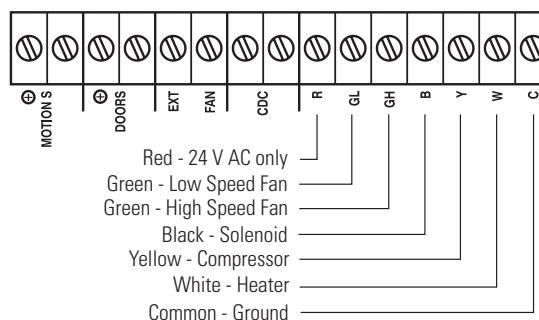 MOTION S
DOORS
EXT
FAN
CDC
R
GL
GH
B
Y
W
C
Red - 24 V AC only
Green - Low Speed Fan
Green - High Speed Fan
Black - Solenoid
Yellow - Compressor
White - Heater
Common - Ground